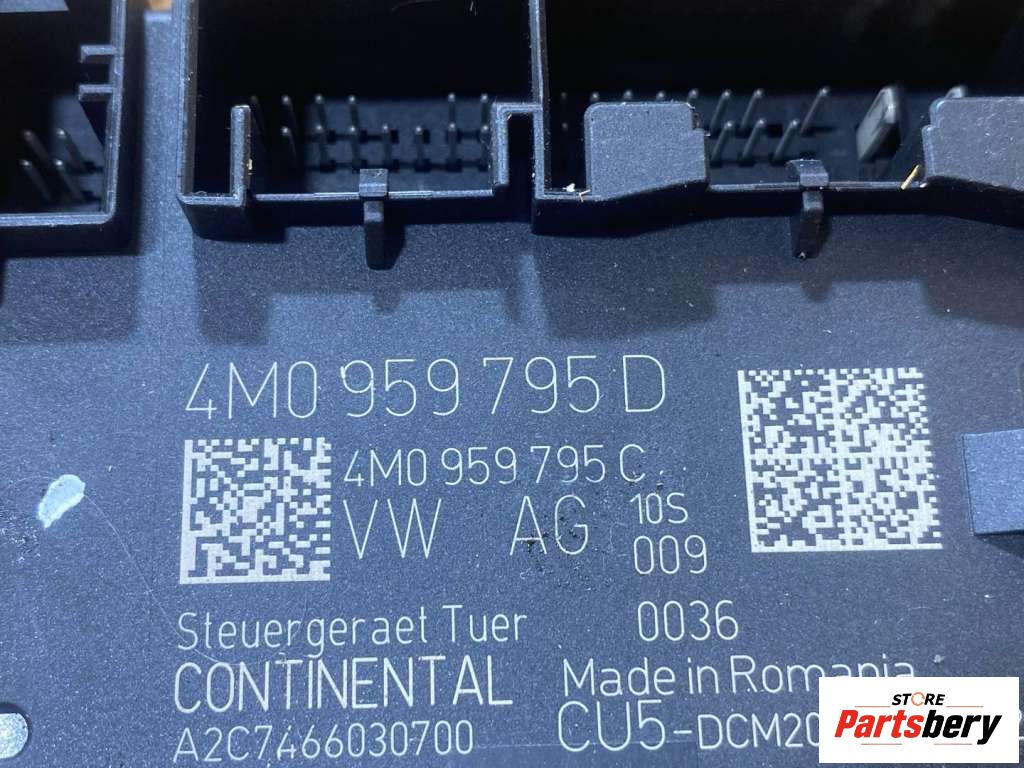 4M0 959 795 D
4M0 959 795 C
VW AG 10S
009
Steuergeraet Tuer 0036
CONTINENTAL Made in Romania
A2C7466030700 CU5-DCM20
STORE
Partsbery